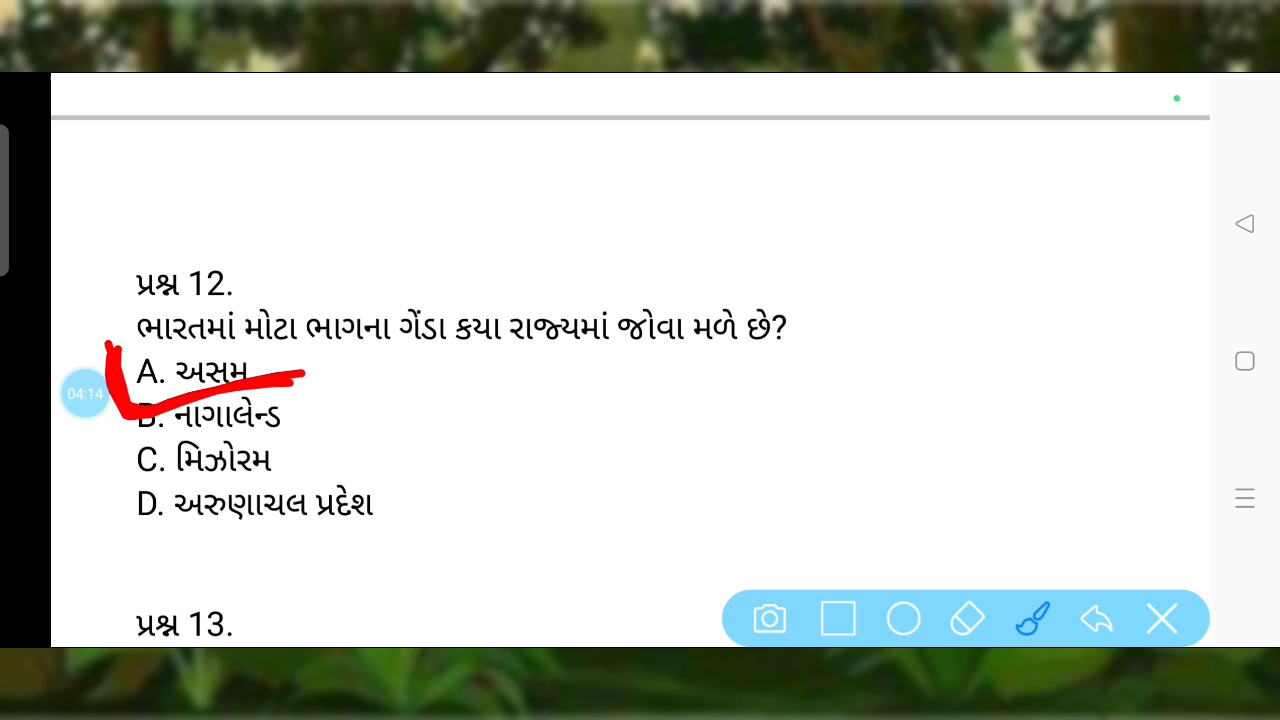 પ્રશ્ન 12.
ભારતમાં મોટા ભાગના ગેંડા કયા રાજ્યમાં જોવા મળે છે?
A. અસમ
04:14
B. નાગાલેન્ડ
C. મિઝોરમ
D. અરુણાચલ પ્રદેશ
પ્રશ્ન 13.